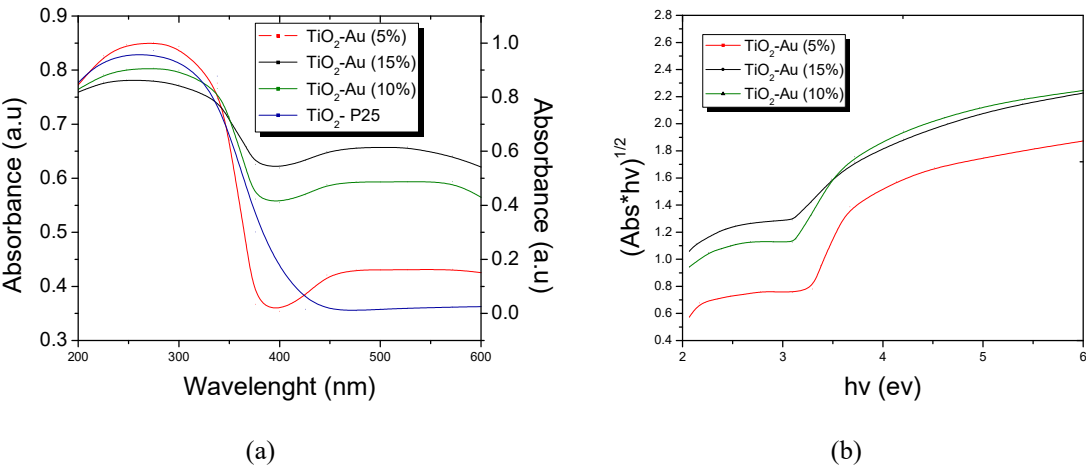 Absorbance (a.u)
0.9
0.8
0.7
0.6
0.5
0.4
0.3
200
300
400
500
600
Wavelenght (nm)
TiO2-Au (5%)
TiO2-Au (15%)
TiO2-Au (10%)
TiO2- P25
1.0
0.8
0.6
0.4
0.2
0.0
Absorbance (a.u)
(a)
(Abs*hv)1/2
2.8
2.6
2.4
2.2
2.0
1.8
1.6
1.4
1.2
1.0
0.8
0.6
0.4
2
3
4
5
6
hv (ev)
TiO2-Au (5%)
TiO2-Au (15%)
TiO2-Au (10%)
(b)